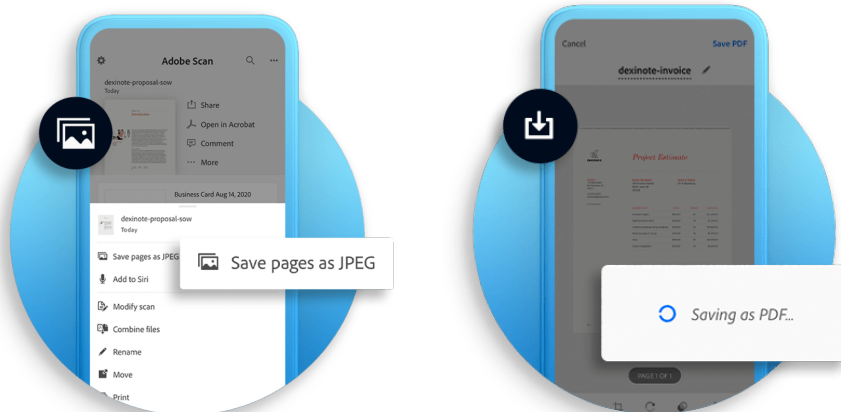 Adobe Scan
dexinote-proposal-sow
Today
Share
Open in Acrobat
Comment
More
Business Card Aug 14, 2020
dexinote-proposal-sow
Today
Save pages as JPEG
Save pages as JPEG
Add to Siri
Modify scan
Combine files
Rename
Move
Print
Cancel
Save PDF
dexinote-invoice
Project Estimate
Saving as PDF...
PAGE 1 OF 1